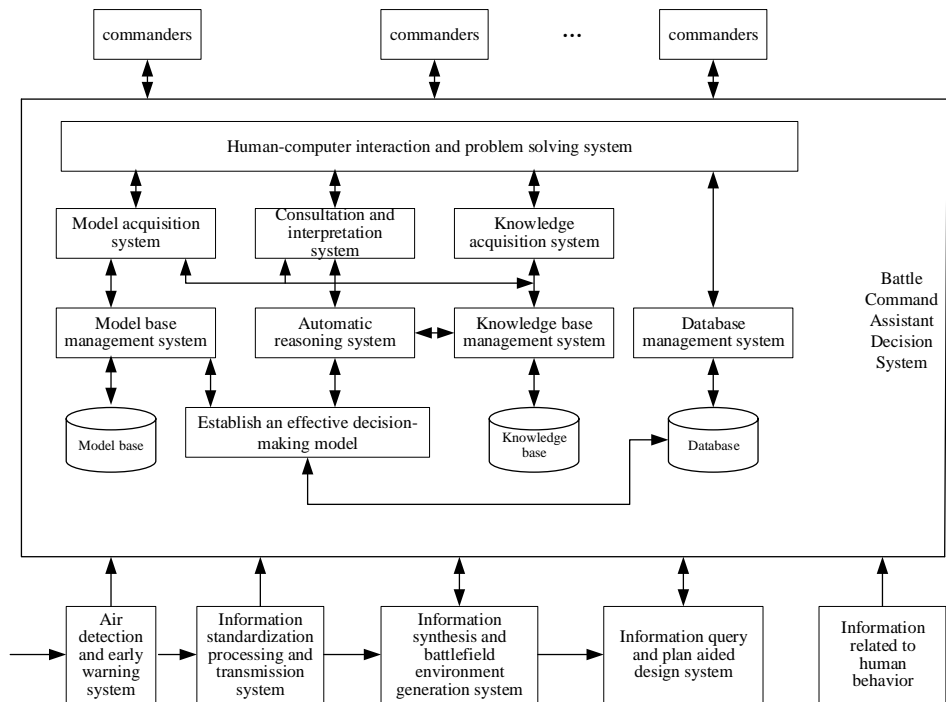 commanders
commanders
...
commanders
Human-computer interaction and problem solving system
Model acquisition
system
Consultation and
interpretation
system
Knowledge
acquisition system
Battle
Command
Assistant
Decision
System
Model base
management system
Automatic
reasoning system
Knowledge base
management system
Database
management system
Model base
Establish an effective decision-
making model
Knowledge
base
Database
Air
detection
and early
warning
system
Information
standardization
processing and
transmission
system
Information
synthesis and
battlefield
environment
generation system
Information query
and plan aided
design system
Information
related to
human
behavior